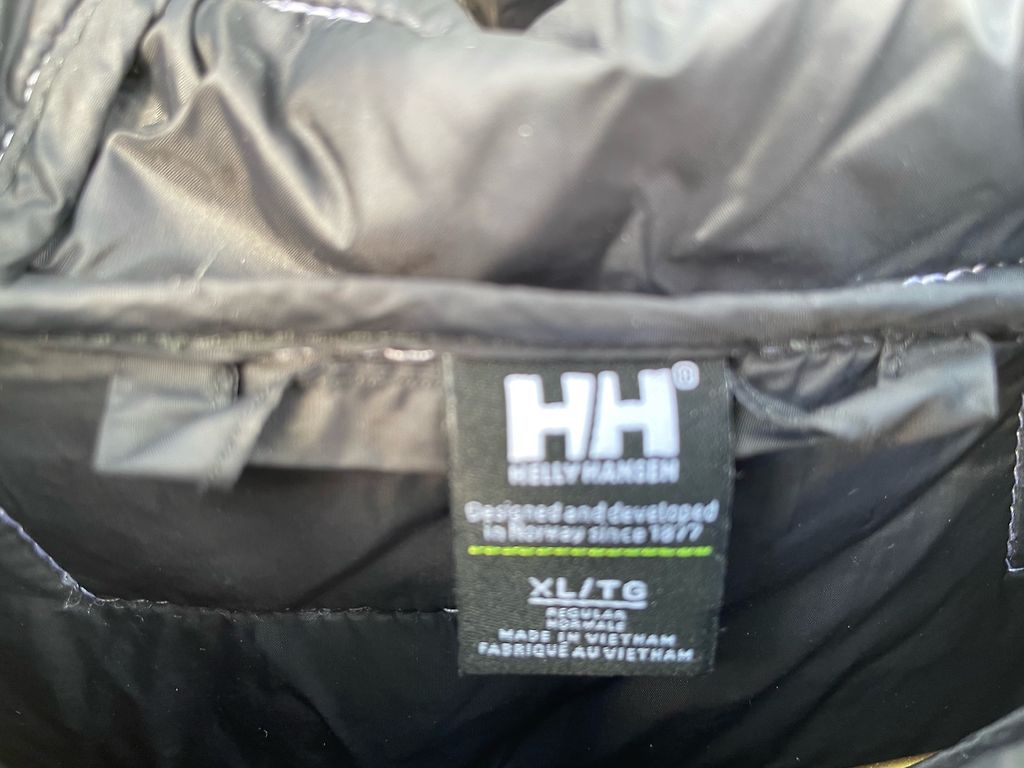 HH®
HELLY HANSEN
Designed and developed
in Norway since 1877
XL/TG
REGULAR
NORMALE
MADE IN VIETNAM
FABRIQUÉ AU VIETNAM